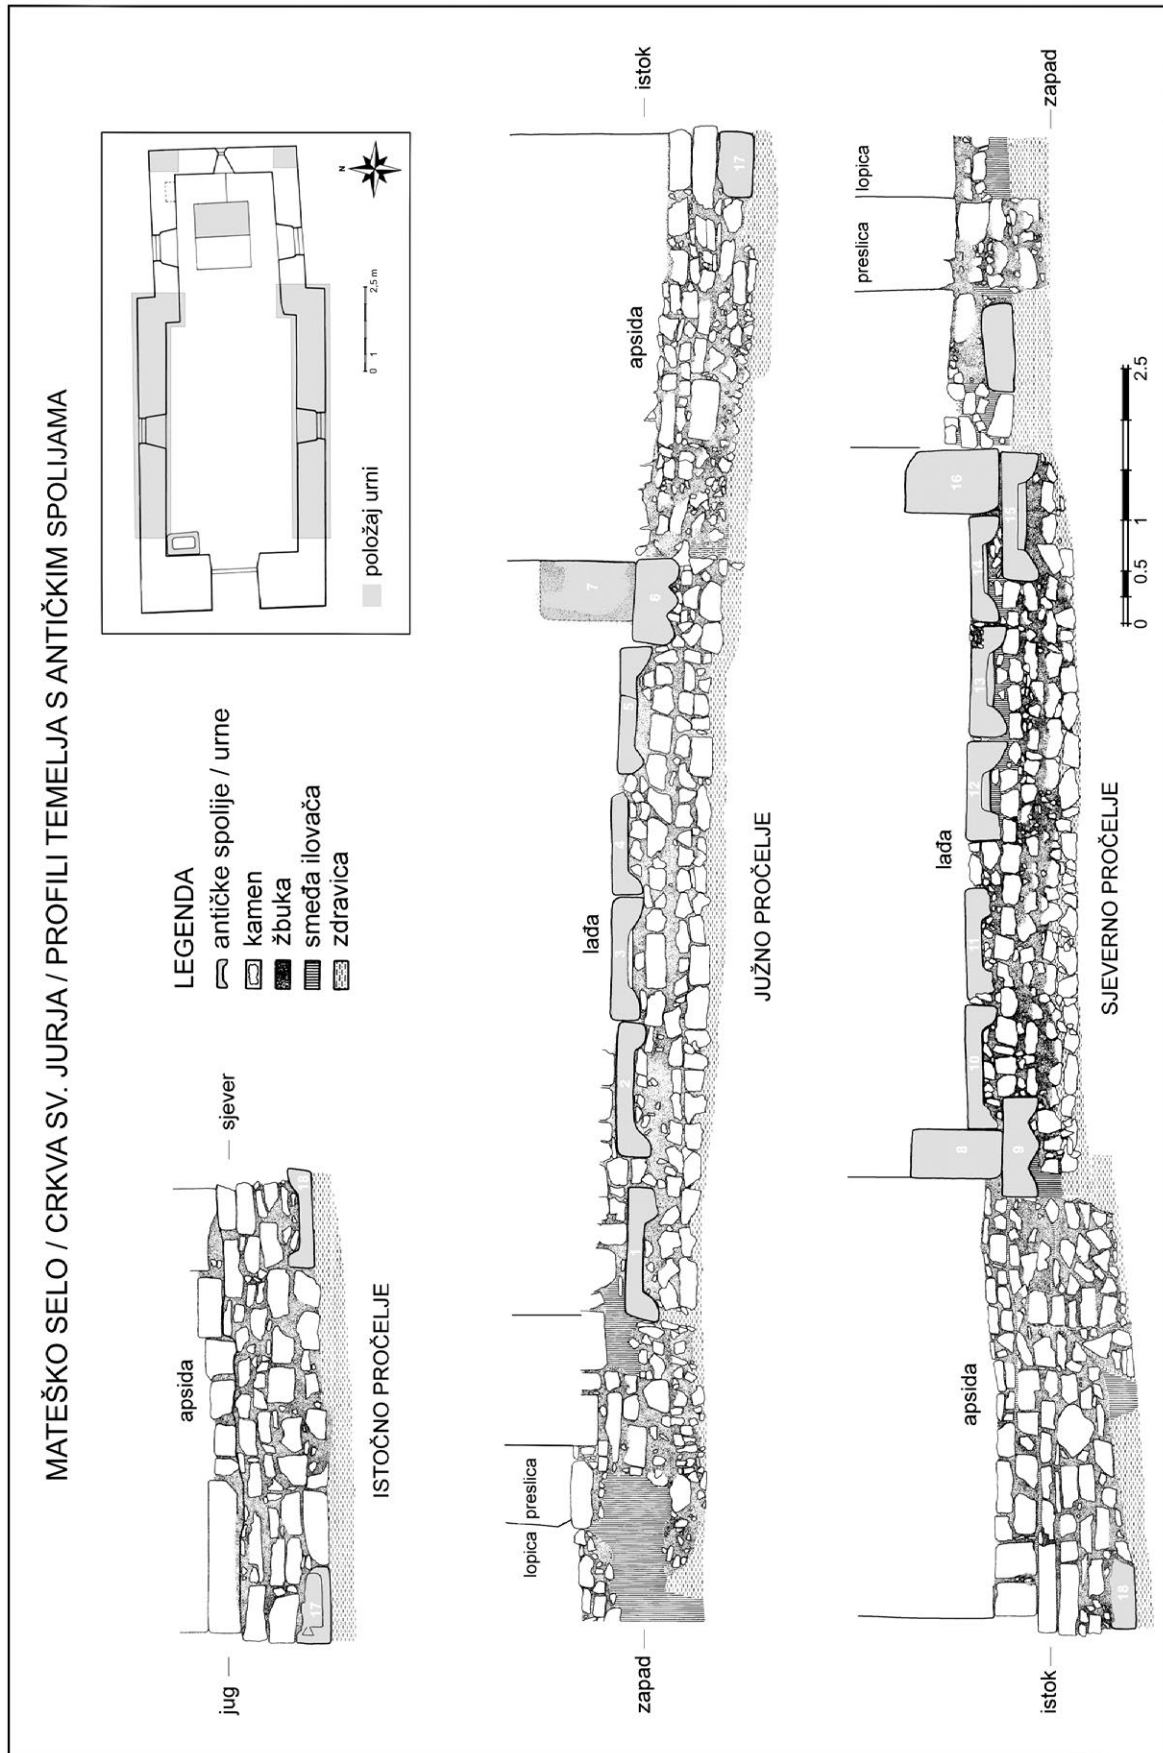 MATEŠKO SELO / CRKVA SV. JURJA / PROFILI TEMELJA S ANTIČKIM SPOLIJAMA
jug
apsida
sjever
17
18
ISTOČNO PROČELJE
LEGENDA
antičke spolije / urne
kamen
žbuka
smeđa ilovača
zdravica
N
0 1 2,5 m
položaj urni
zapad
lopica
preslica
lađa
apsida
istok
1
2
3
4
5
6
7
17
JUŽNO PROČELJE
istok
apsida
lađa
preslica
lopica
zapad
18
8
9
10
11
12
13
14
15
16
SJEVERNO PROČELJE
0 0.5 1 2.5